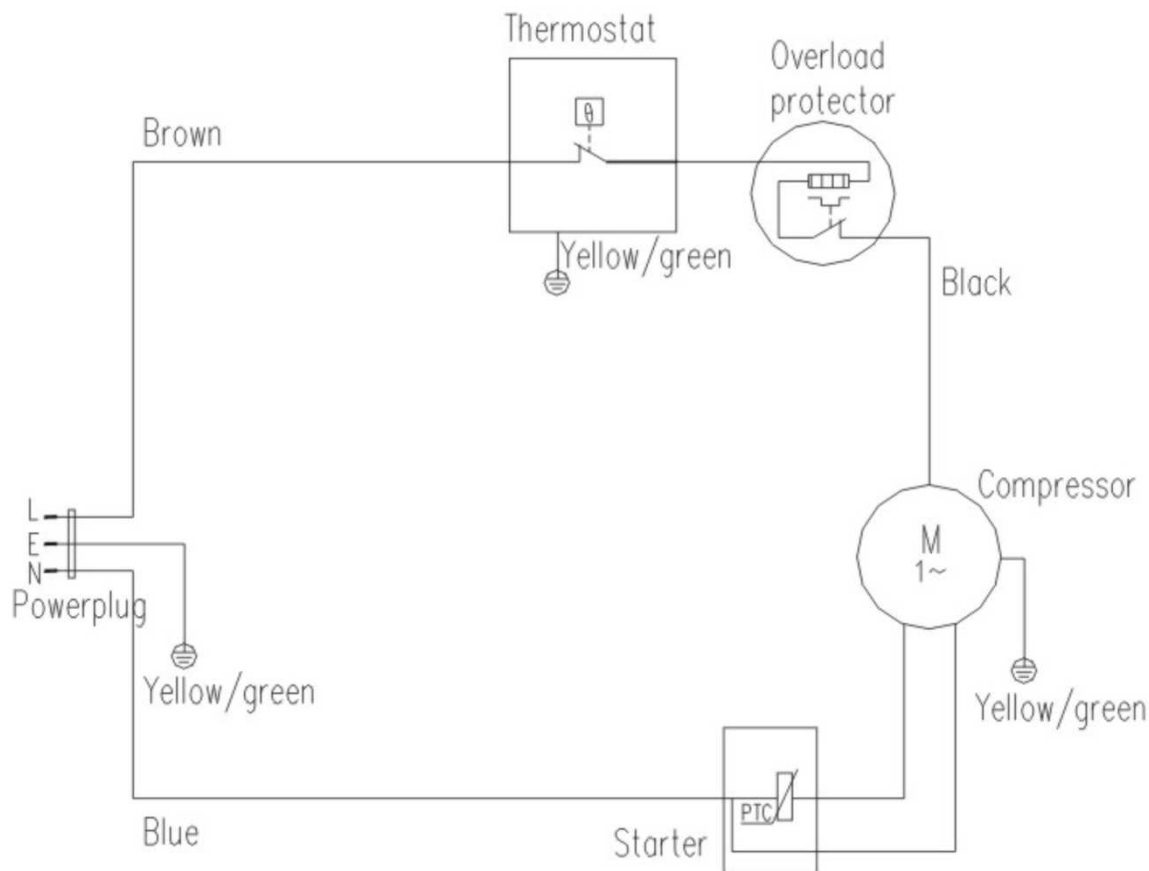 Thermostat
Overload
protector
θ
Brown
Yellow/green
Black
Compressor
L
E
N
M
1~
Powerplug
Yellow/green
Yellow/green
PTC
Blue
Starter